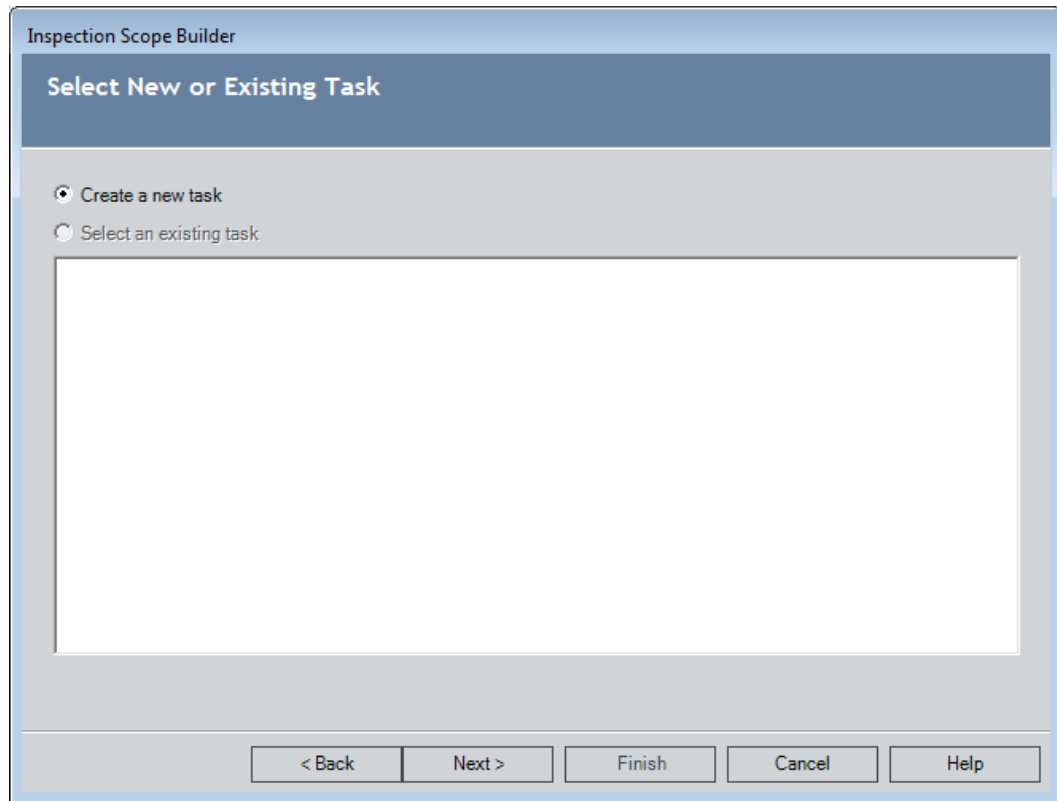 Inspection Scope Builder
Select New or Existing Task
Create a new task
Select an existing task
< Back Next > Finish Cancel Help